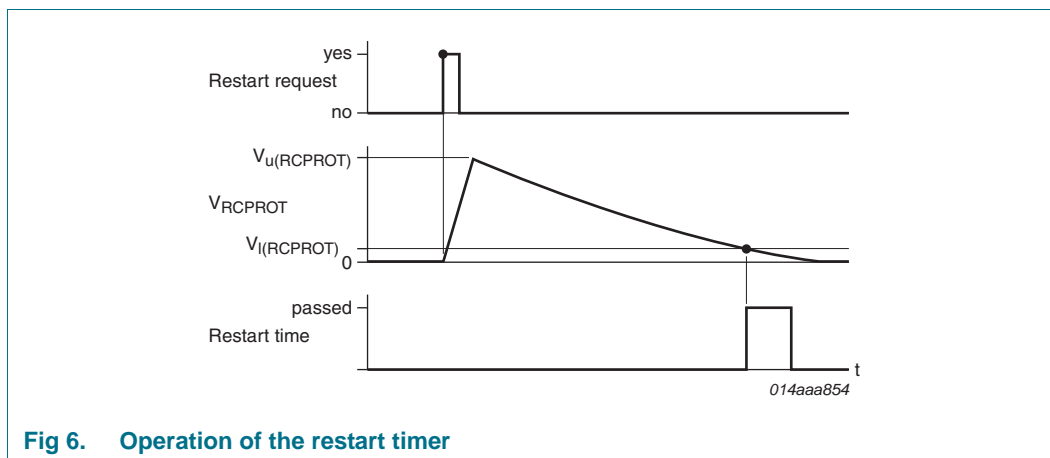 yes
Restart request
no
Vu(RCPROT)
VRCPROT
Vl(RCPROT)
0
passed
Restart time
t
014aaa854
Fig 6. Operation of the restart timer